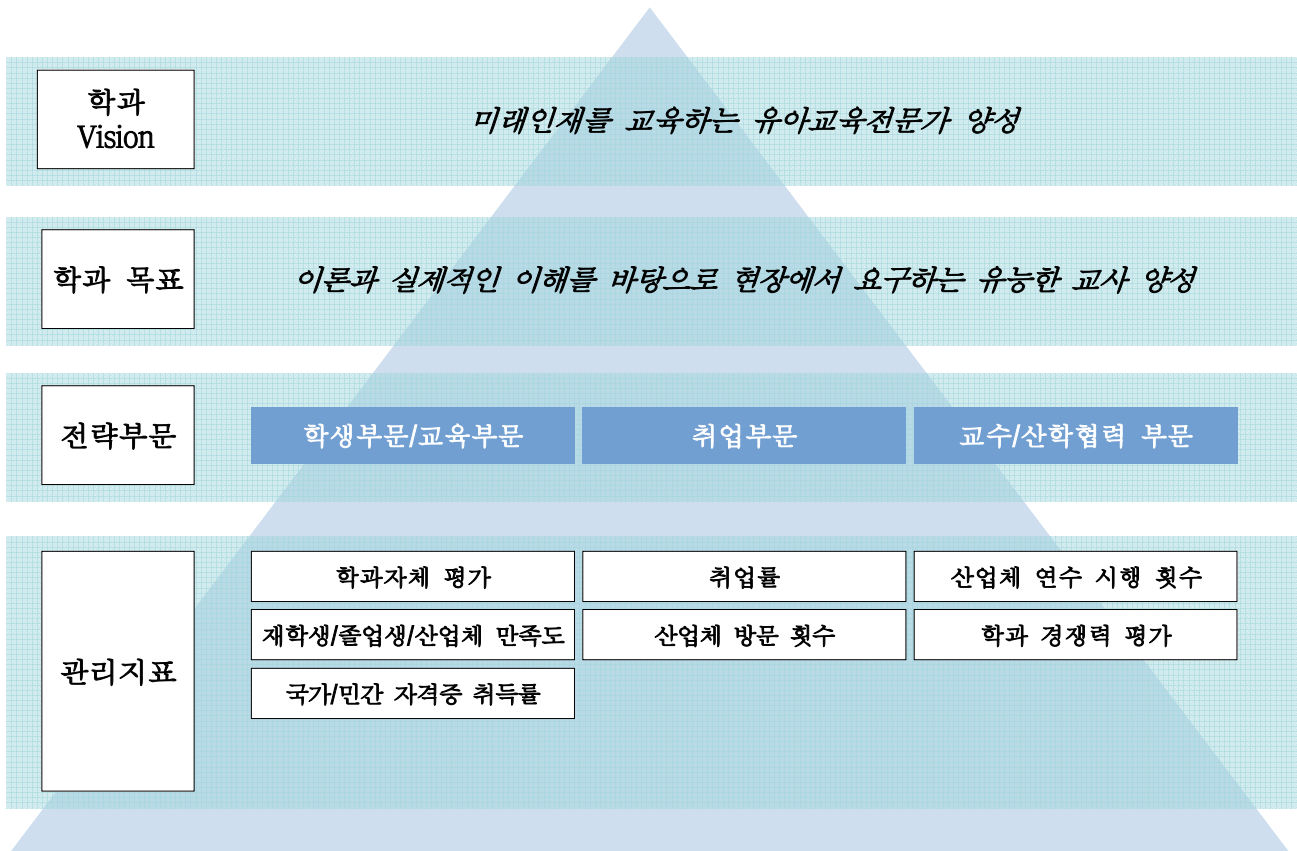 학과
Vision
미래인재를 교육하는 유아교육전문가 양성
학과 목표
이론과 실제적인 이해를 바탕으로 현장에서 요구하는 유능한 교사 양성
전략부문
학생부문/교육부문
취업부문
교수/산학협력 부문
관리지표
학과자체 평가
취업률
산업체 연수 시행 횟수
재학생/졸업생/산업체 만족도
산업체 방문 횟수
학과 경쟁력 평가
국가/민간 자격중 취득률